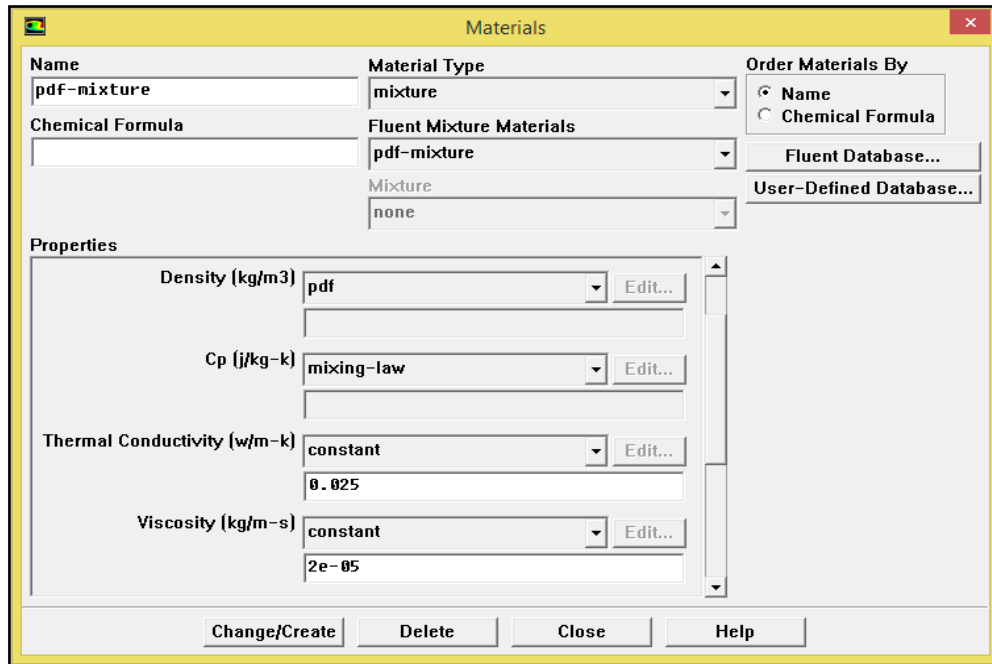 Materials
Name
pdf-mixture
Chemical Formula
Material Type
mixture
Fluent Mixture Materials
pdf-mixture
Mixture
none
Order Materials By
Name
Chemical Formula
Fluent Database...
User-Defined Database...
Properties
Density (kg/m3) pdf Edit...
Cp (j/kg-k) mixing-law Edit...
Thermal Conductivity (w/m-k) constant Edit...
0.025
Viscosity (kg/m-s) constant Edit...
2e-05
Change/Create Delete Close Help